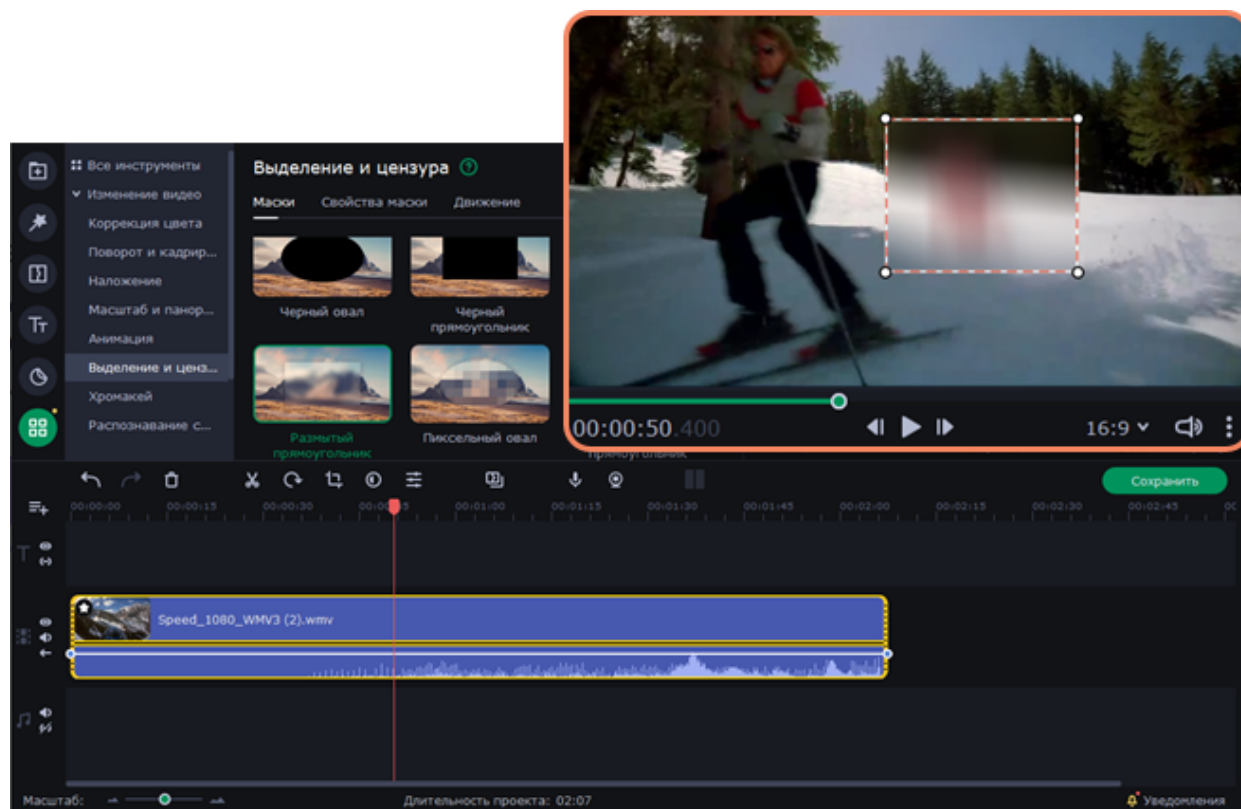 Все инструменты
Изменение видео
Коррекция цвета
Поворот и кадрир...
Наложение
Масштаб и панор...
Анимация
Выделение и ценз...
Хромакей
Распознавание с...
Выделение и цензура ?
Маски Свойства маски Движение
Черный овал
Черный
прямоугольник
Размытый
прямоугольник
Пиксельный овал
прямоугольник
00:00:50.400
16:9
Сохранить
00:00:00 00:00:15 00:00:30 00:01:00 00:01:15 00:01:30 00:01:45 00:02:00 00:02:15 00:02:30 00:02:45
Speed_1080_WMV3 (2).wmv
Масштаб:
Длительность проекта: 02:07
Уведомления